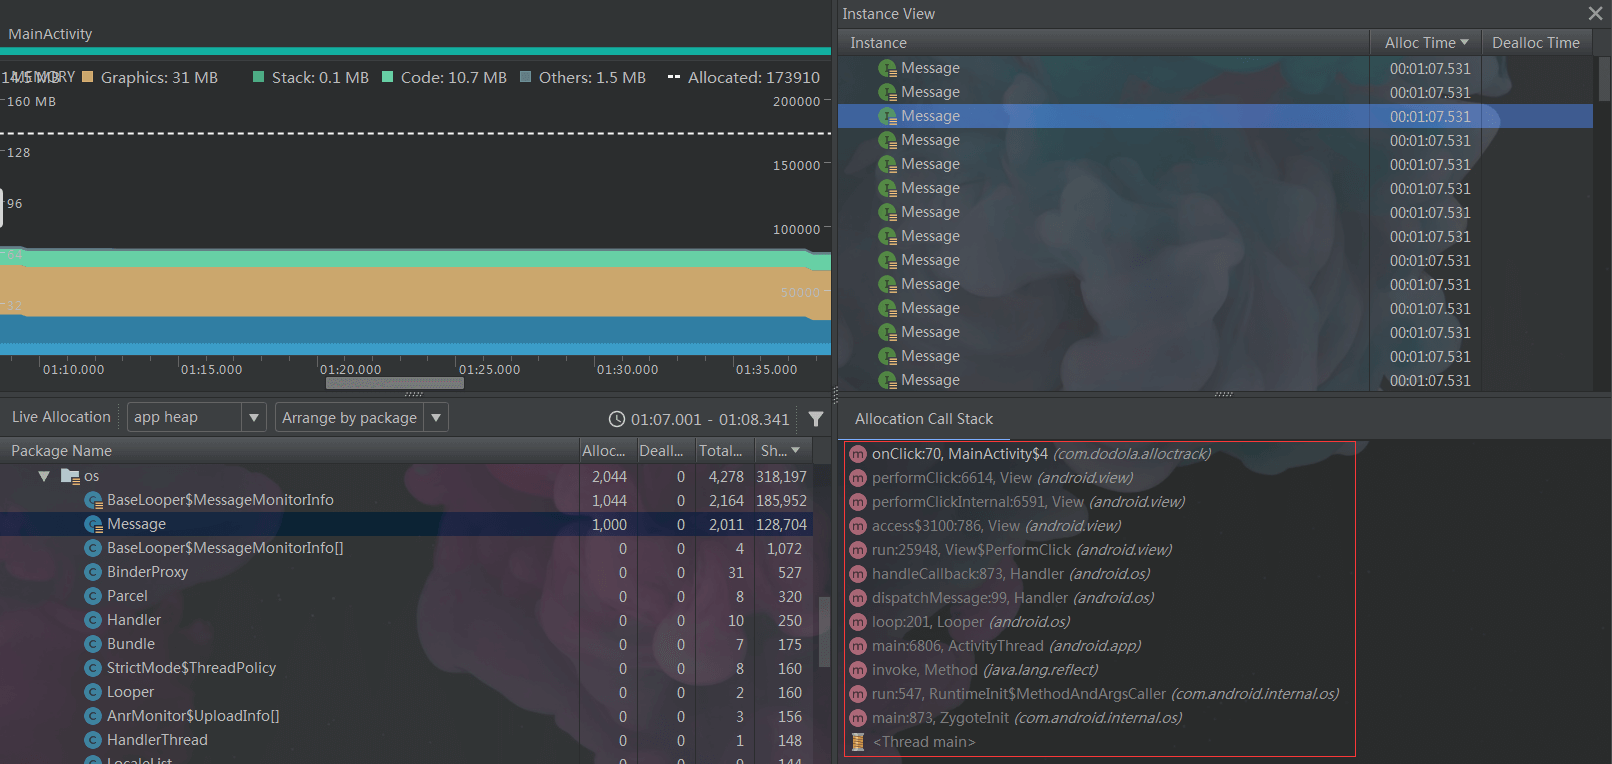 MainActivity
MEMORY
14.5 MB Graphics: 31 MB Stack: 0.1 MB Code: 10.7 MB Others: 1.5 MB Allocated: 173910
160 MB
200000
128
150000
96
100000
64
50000
32
01:10.000 01:15.000 01:20.000 01:25.000 01:30.000 01:35.000
Live Allocation app heap Arrange by package 01:07.001 - 01:08.341
Package Name Alloc... Deall... Total... Sh...
os 2,044 0 4,278 318,197
BaseLooper$MessageMonitorInfo 1,044 0 2,164 185,952
Message 1,000 0 2,011 128,704
BaseLooper$MessageMonitorInfo[] 0 0 4 1,072
BinderProxy 0 0 31 527
Parcel 0 0 8 320
Handler 0 0 10 250
Bundle 0 0 7 175
StrictMode$ThreadPolicy 0 0 8 160
Looper 0 0 2 160
AnrMonitor$UploadInfo[] 0 0 3 156
HandlerThread 0 0 1 148
LocaleList 0 0 9 144
Instance View
Instance Alloc Time Dealloc Time
Message 00:01:07.531
Message 00:01:07.531
Message 00:01:07.531
Message 00:01:07.531
Message 00:01:07.531
Message 00:01:07.531
Message 00:01:07.531
Message 00:01:07.531
Message 00:01:07.531
Message 00:01:07.531
Message 00:01:07.531
Message 00:01:07.531
Message 00:01:07.531
Message 00:01:07.531
Allocation Call Stack
onClick:70, MainActivity$4 (com.dodola.alloctrack)
performClick:6614, View (android.view)
performClickInternal:6591, View (android.view)
access$3100:786, View (android.view)
run:25948, View$PerformClick (android.view)
handleCallback:873, Handler (android.os)
dispatchMessage:99, Handler (android.os)
loop:201, Looper (android.os)
main:6806, ActivityThread (android.app)
invoke, Method (java.lang.reflect)
run:547, RuntimeInit$MethodAndArgsCaller (com.android.internal.os)
main:873, ZygoteInit (com.android.internal.os)
<Thread main>